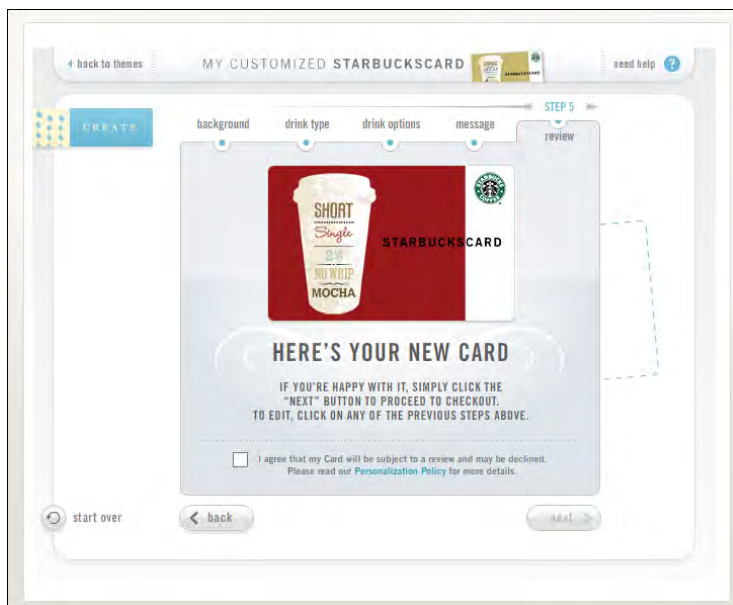 back to themes
MY CUSTOMIZED STARBUCKSCARD
need help ?
CREATE
STEP 5
background
drink type
drink options
message
review
SHORT
Single
2%
NO WHIP
MOCHA
STARBUCKSCARD
STARBUCKS
COFFEE
HERE'S YOUR NEW CARD
IF YOU'RE HAPPY WITH IT, SIMPLY CLICK THE
"NEXT" BUTTON TO PROCEED TO CHECKOUT.
TO EDIT, CLICK ON ANY OF THE PREVIOUS STEPS ABOVE.
I agree that my Card will be subject to a review and may be declined.
Please read our Personalization Policy for more details.
start over
back
next